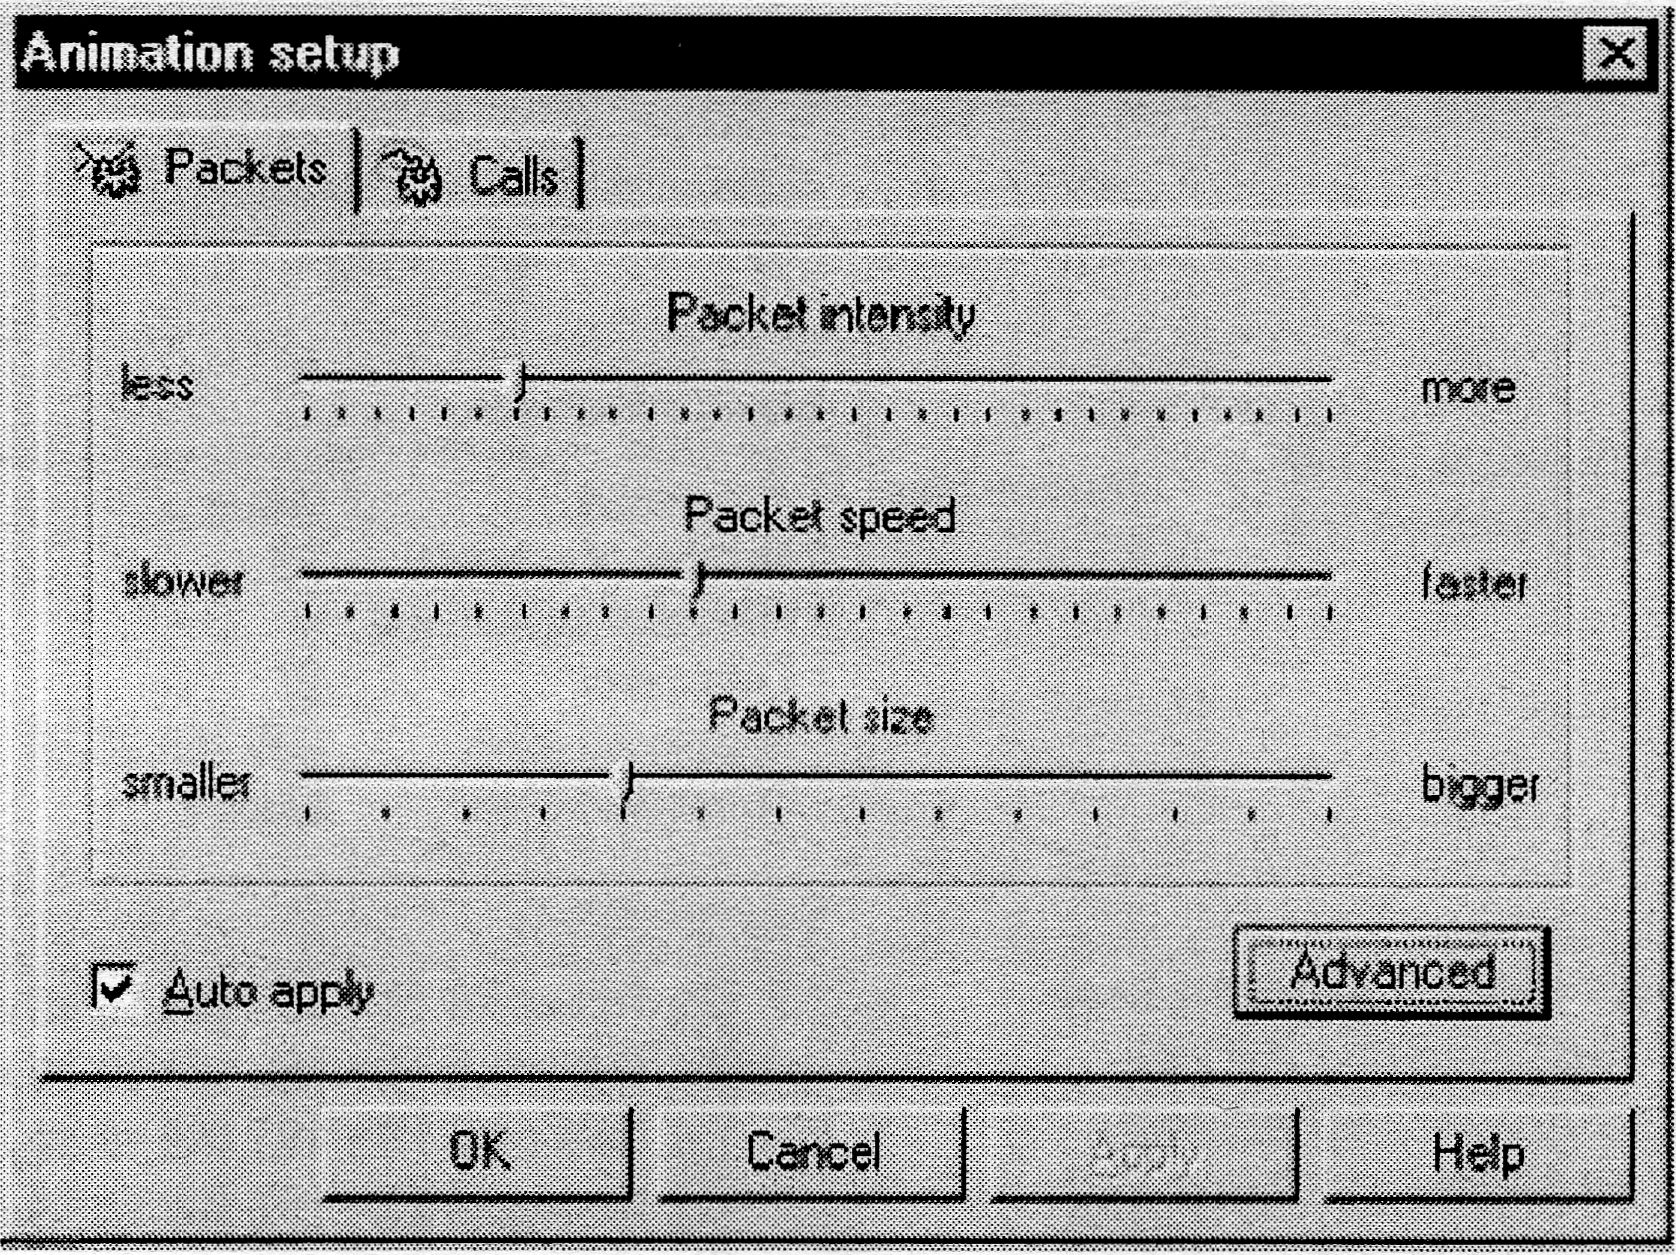 Animation setup
Packets Calls
Packet intensity
less more
Packet speed
slower faster
Packet size
smaller bigger
Auto apply Advanced
OK Cancel Apply Help